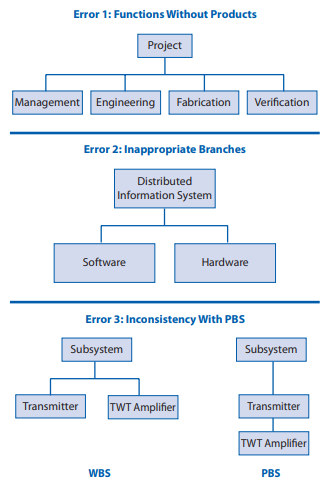 Error 1: Functions Without Products
Project
Management
Engineering
Fabrication
Verification
Error 2: Inappropriate Branches
Distributed
Information System
Software
Hardware
Error 3: Inconsistency With PBS
Subsystem
Transmitter
TWT Amplifier
WBS
Subsystem
Transmitter
TWT Amplifier
PBS